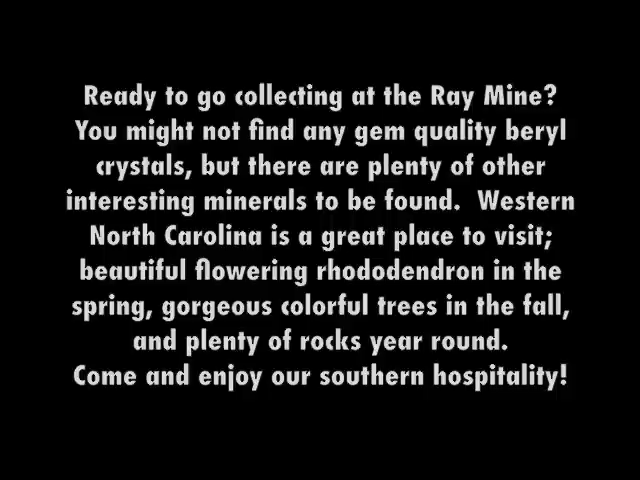 Ready to go collecting at the Ray Mine?
You might not find any gem quality beryl
crystals, but there are plenty of other
interesting minerals to be found.  Western
North Carolina is a great place to visit;
beautiful flowering rhododendron in the
spring, gorgeous colorful trees in the fall,
and plenty of rocks year round.
Come and enjoy our southern hospitality!